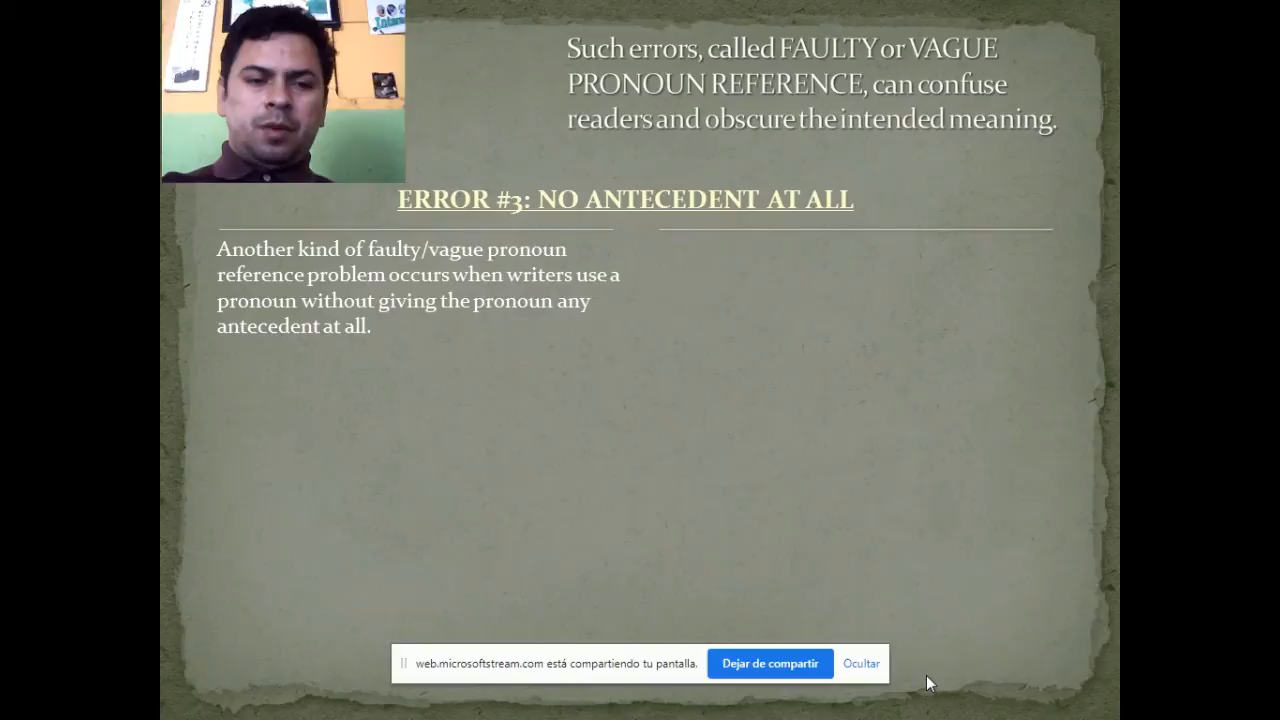 Such errors, called FAULTY or VAGUE
PRONOUN REFERENCE, can confuse
readers and obscure the intended meaning.
ERROR #3: NO ANTECEDENT AT ALL
Another kind of faulty/vague pronoun
reference problem occurs when writers use a
pronoun without giving the pronoun any
antecedent at all.
web.microsoftstream.com está compartiendo tu pantalla. Dejar de compartir Ocultar